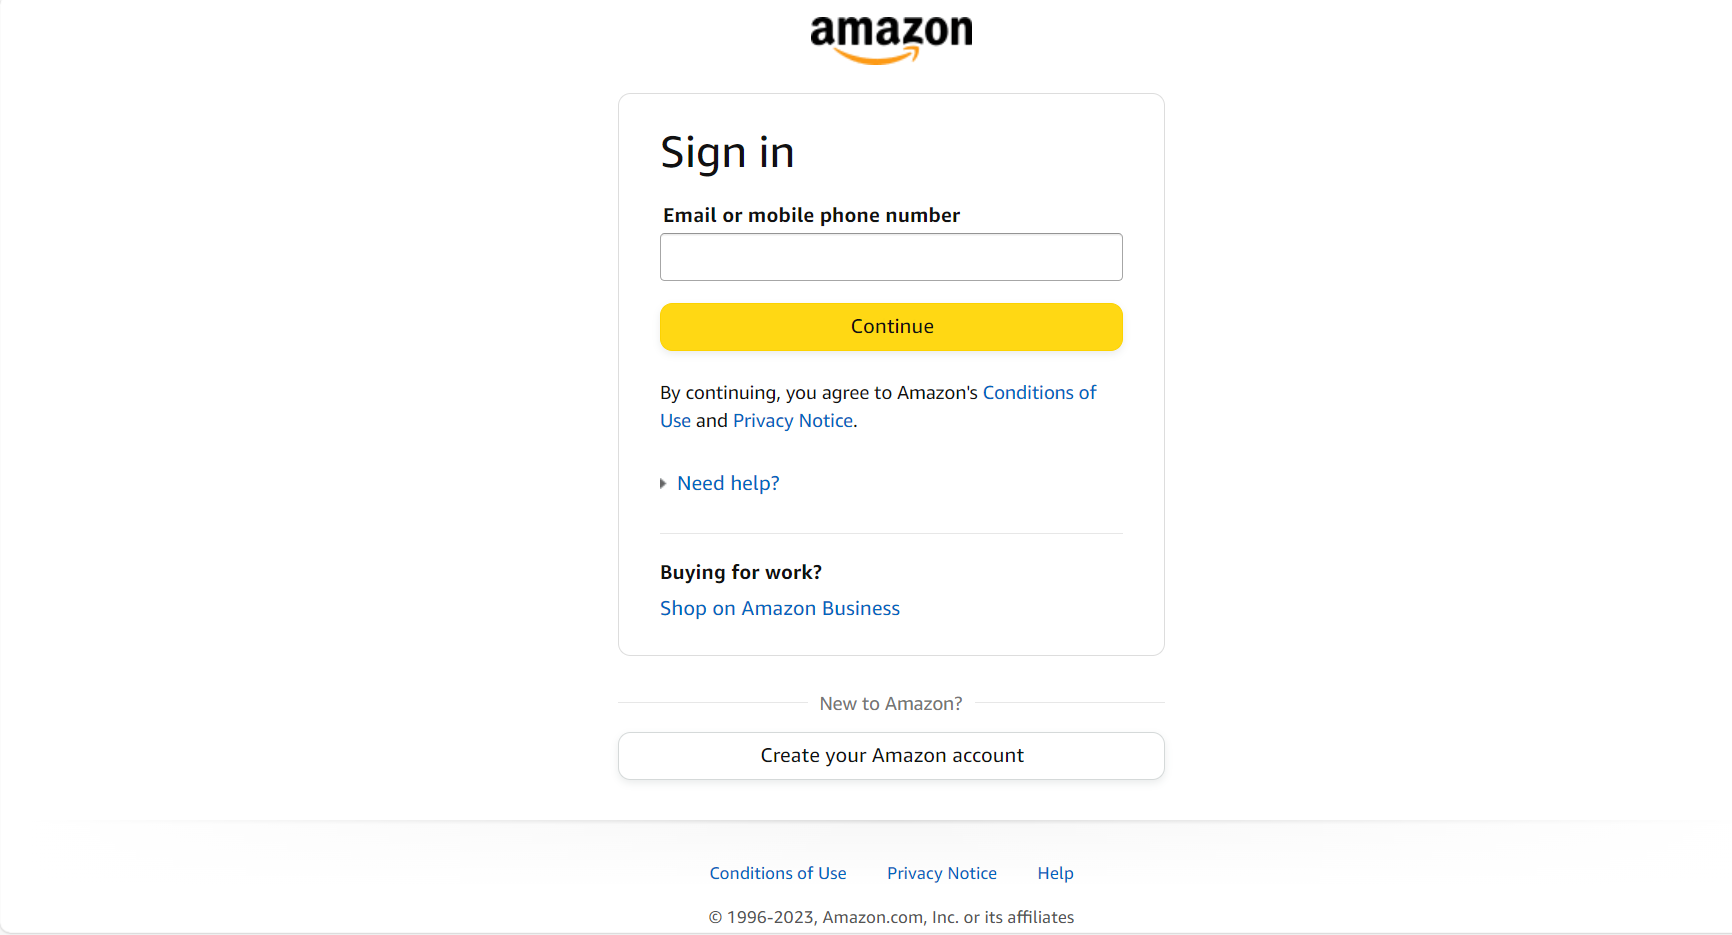 amazon
Sign in
Email or mobile phone number
Continue
By continuing, you agree to Amazon's Conditions of
Use and Privacy Notice.
Need help?
Buying for work?
Shop on Amazon Business
New to Amazon?
Create your Amazon account
Conditions of Use Privacy Notice Help
© 1996-2023, Amazon.com, Inc. or its affiliates